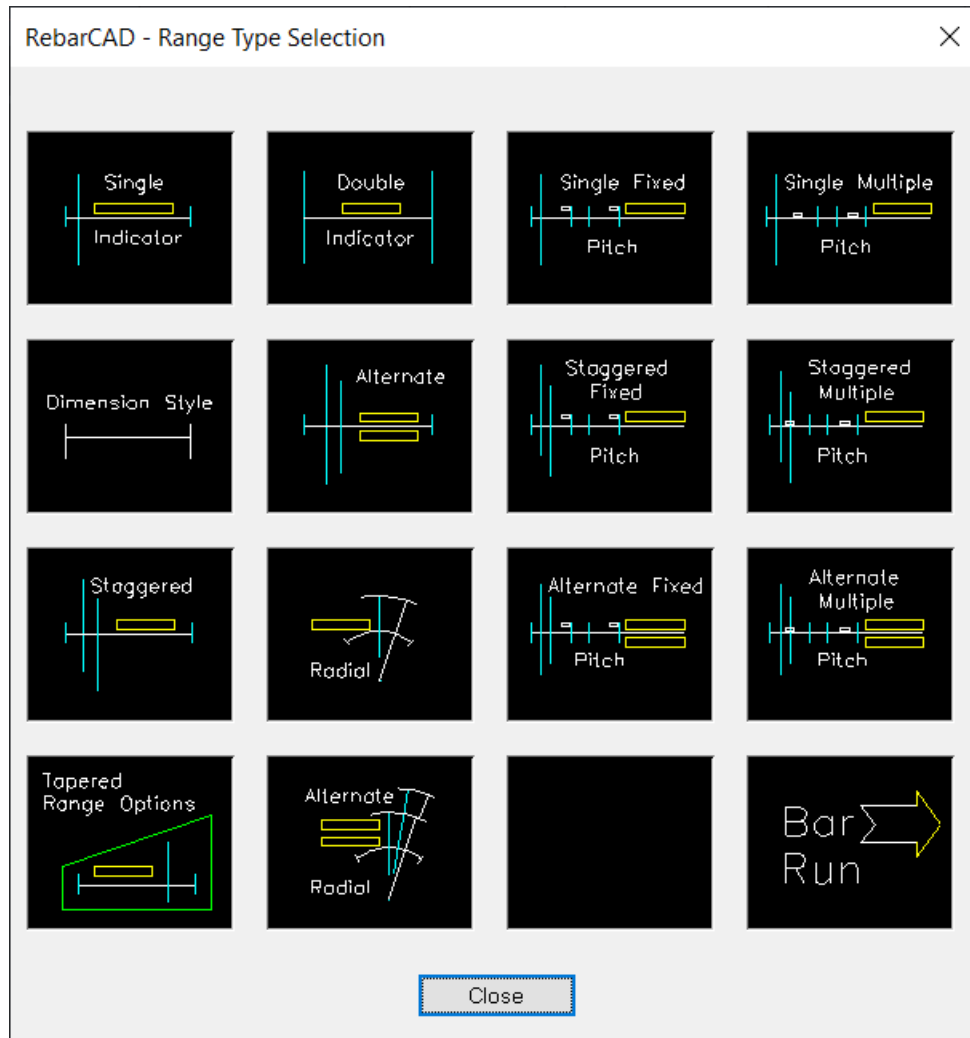 RebarCAD - Range Type Selection
Single
Indicator
Double
Indicator
Single Fixed
Pitch
Single Multiple
Pitch
Dimension Style
Alternate
Staggered
Fixed
Pitch
Staggered
Multiple
Pitch
Staggered
Radial
Alternate Fixed
Pitch
Alternate
Multiple
Pitch
Tapered
Range Options
Alternate
Radial
Bar
Run
Close